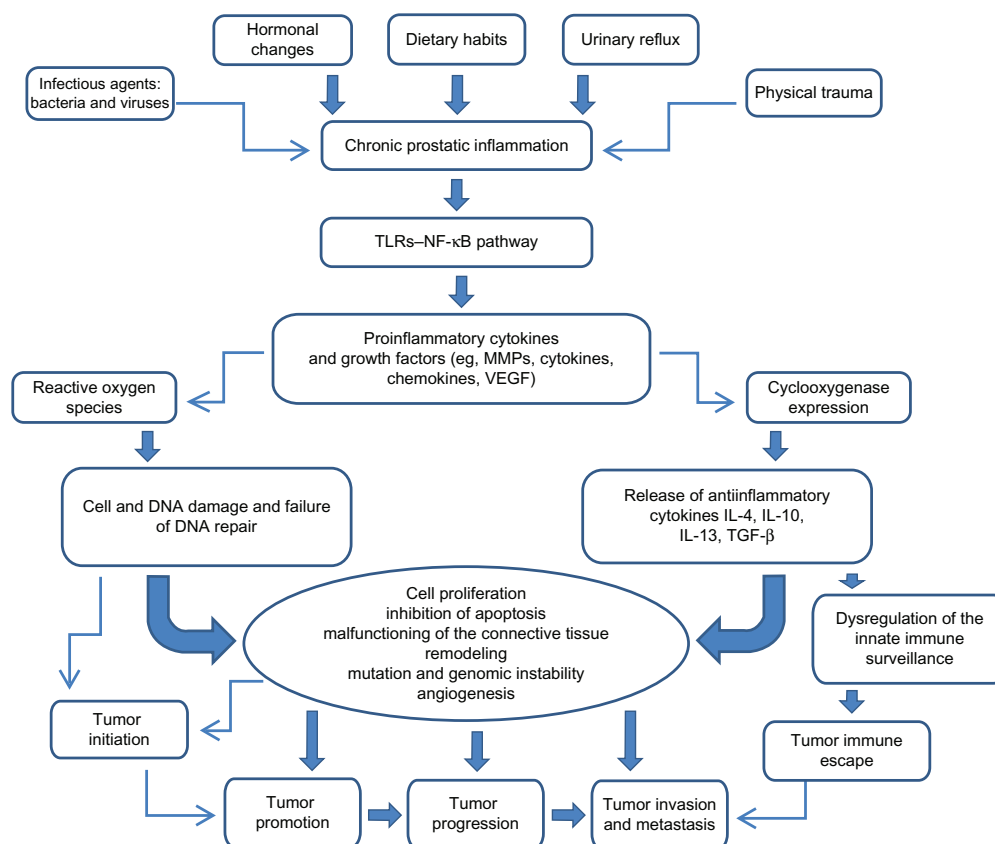 Hormonal
changes
Dietary habits
Urinary reflux
Infectious agents:
bacteria and viruses
Physical trauma
Chronic prostatic inflammation
TLRs–NF-κB pathway
Proinflammatory cytokines
and growth factors (eg, MMPs, cytokines,
chemokines, VEGF)
Reactive oxygen
species
Cyclooxygenase
expression
Cell and DNA damage and failure
of DNA repair
Release of antiinflammatory
cytokines IL-4, IL-10,
IL-13, TGF-β
Cell proliferation
inhibition of apoptosis
malfunctioning of the connective tissue
remodeling
mutation and genomic instability
angiogenesis
Dysregulation of the
innate immune
surveillance
Tumor
initiation
Tumor immune
escape
Tumor
promotion
Tumor
progression
Tumor invasion
and metastasis